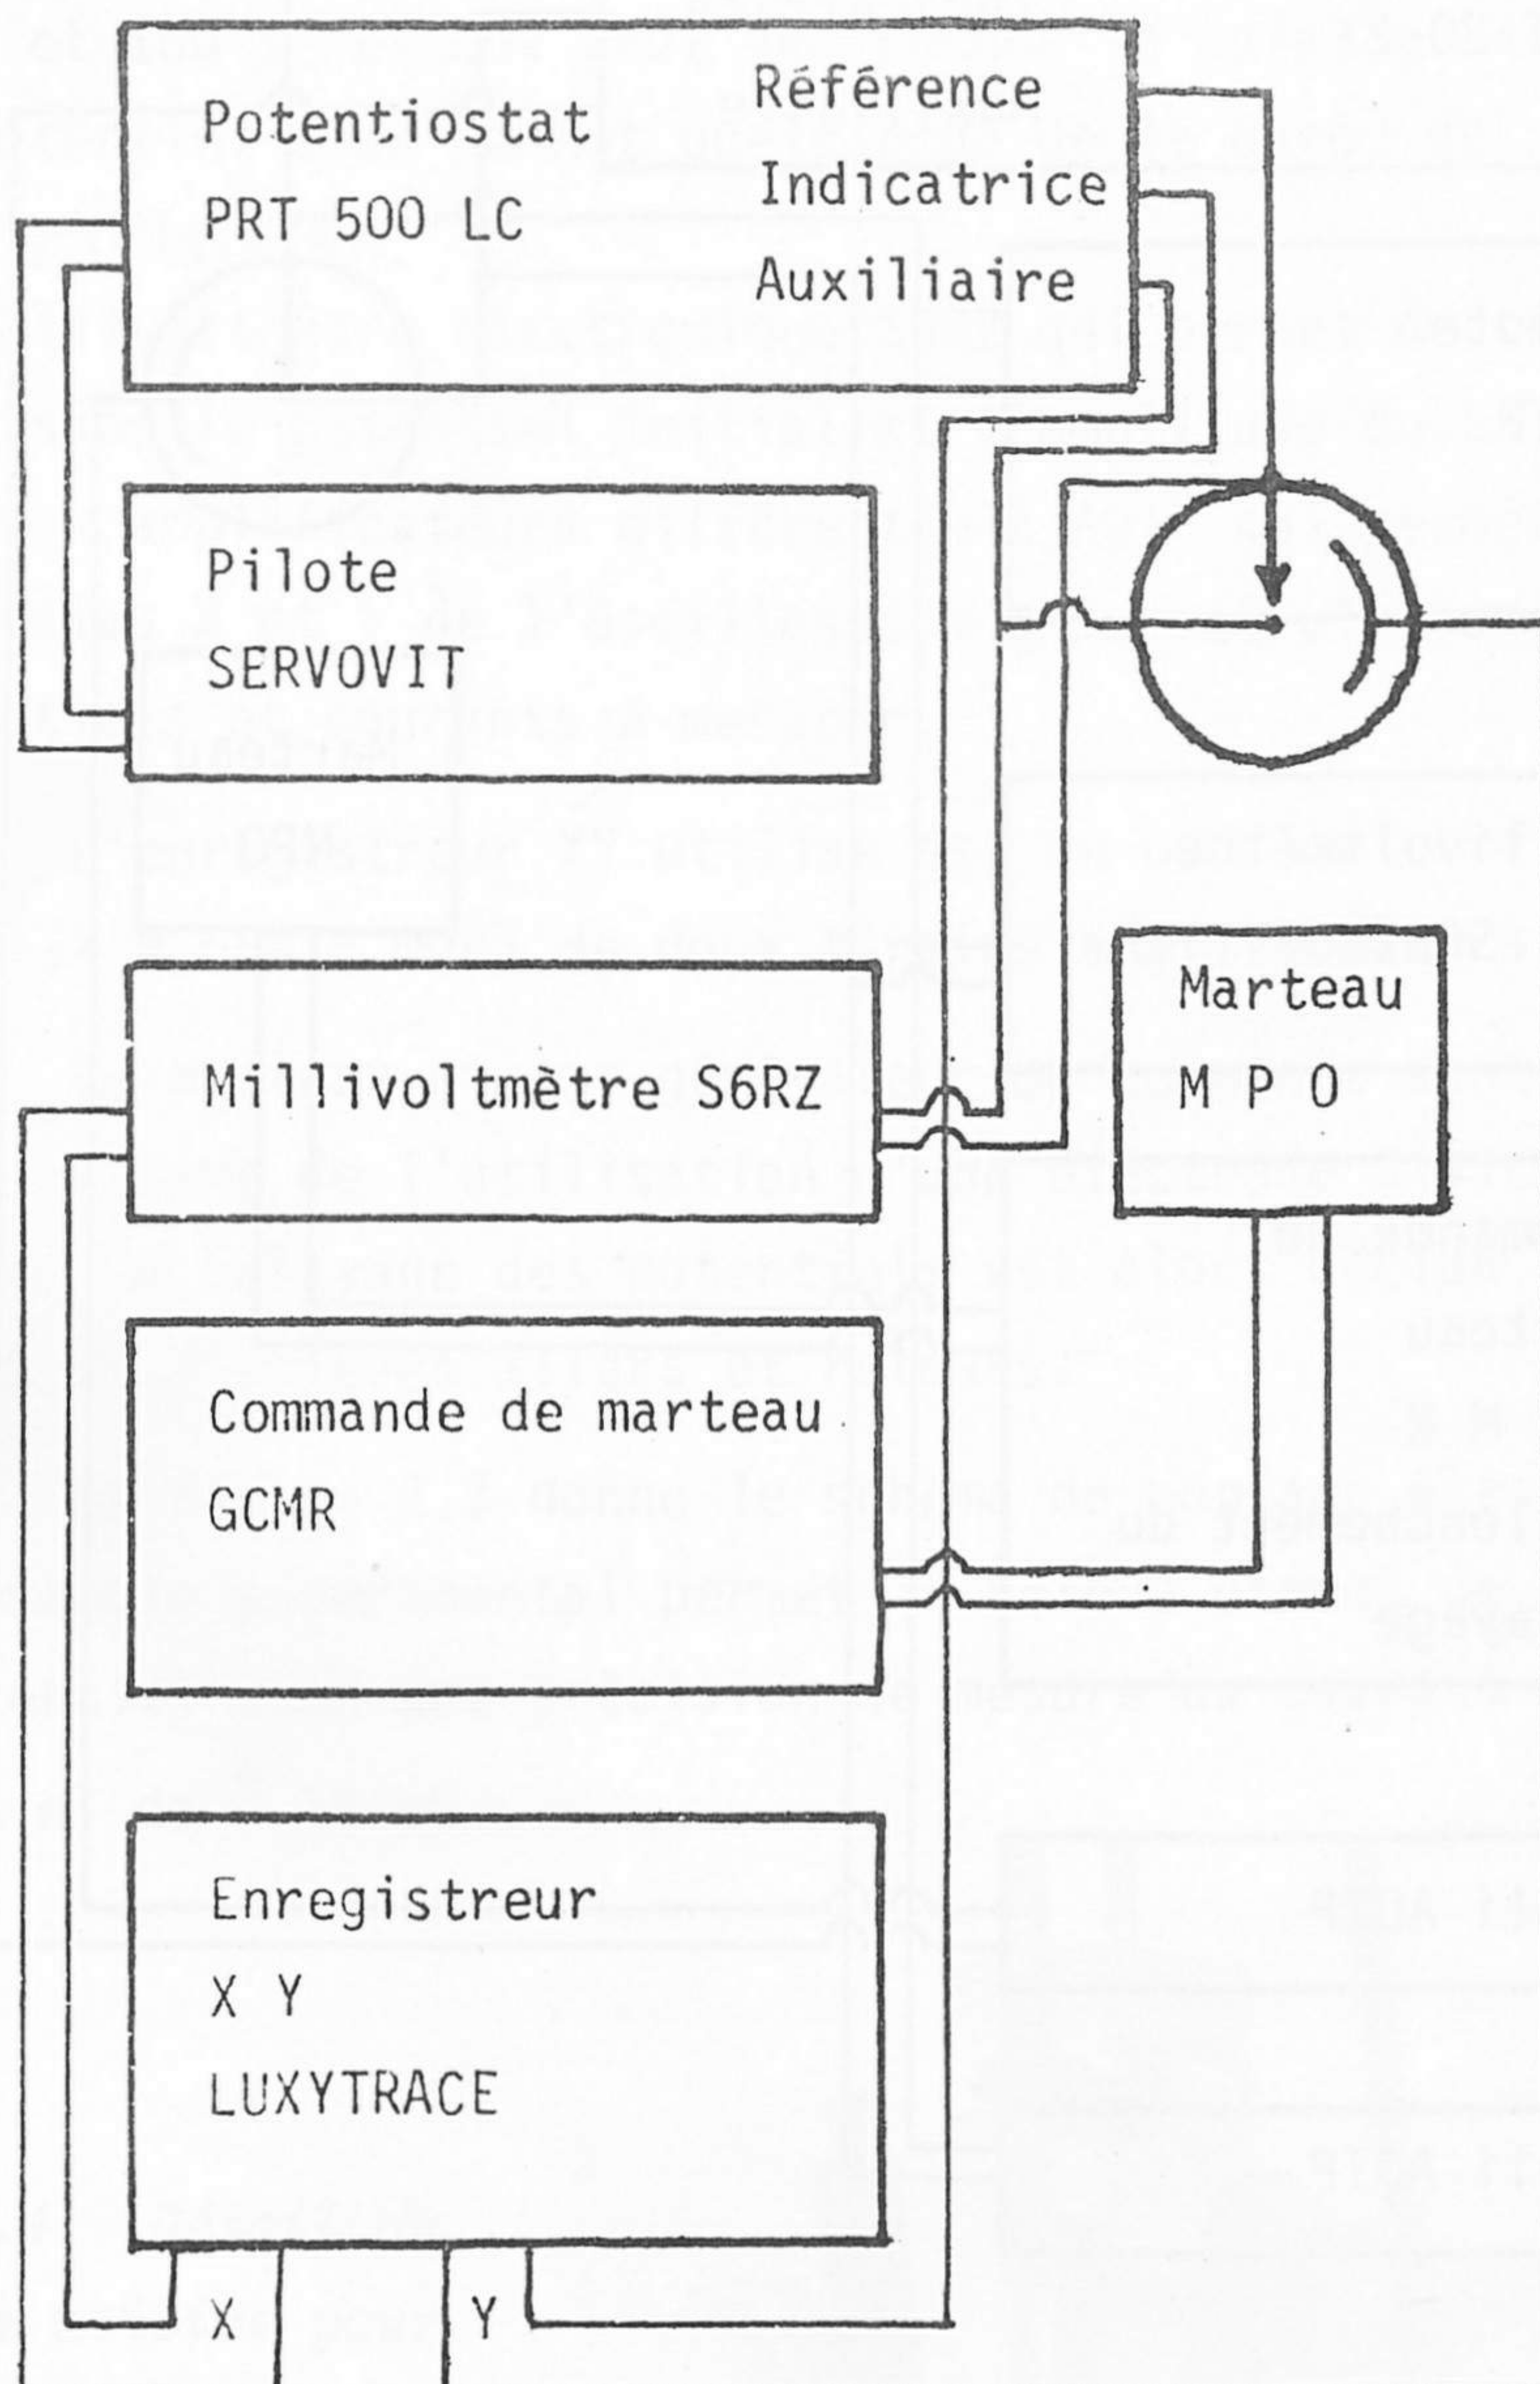 Potentiostat
PRT 500 LC
Référence
Indicatrice
Auxiliaire
Pilote
SERVOVIT
Millivoltmètre S6RZ
Marteau
M P O
Commande de marteau
GCMR
Enregistreur
X Y
LUXYTRACE
X
Y